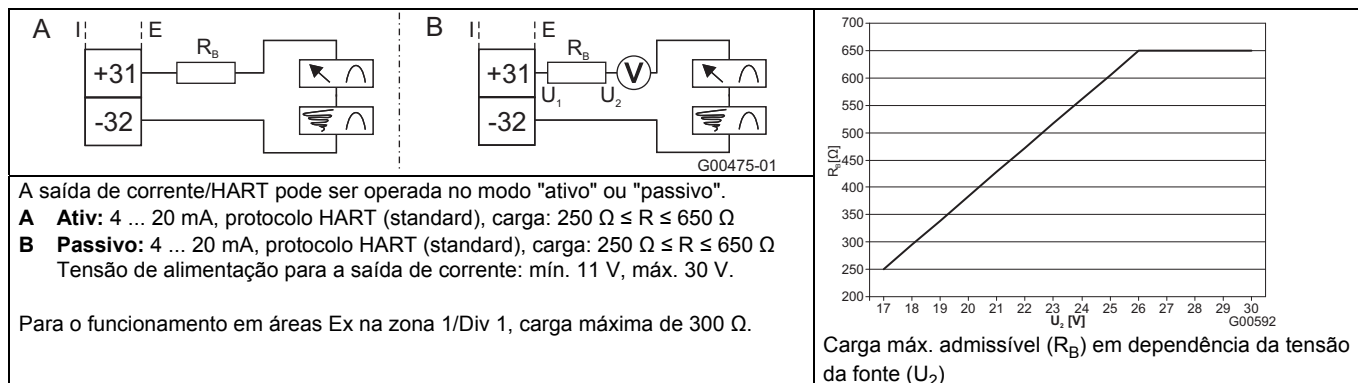 A I E
R_B
+31
-32
B I E
R_B
+31 V
U_1 U_2
-32
G00475-01
A saída de corrente/HART pode ser operada no modo "ativo" ou "passivo".
A Ativ: 4 ... 20 mA, protocolo HART (standard), carga: 250 Ω ≤ R ≤ 650 Ω
B Passivo: 4 ... 20 mA, protocolo HART (standard), carga: 250 Ω ≤ R ≤ 650 Ω
Tensão de alimentação para a saída de corrente: mín. 11 V, máx. 30 V.
Para o funcionamento em áreas Ex na zona 1/Div 1, carga máxima de 300 Ω.
700
650
600
550
500
450
400
350
300
250
200
R_B[Ω]
17 18 19 20 21 22 23 24 25 26 27 28 29 30
U_2 [V]
G00592
Carga máx. admissível (R_B) em dependência da tensão
da fonte (U_2)